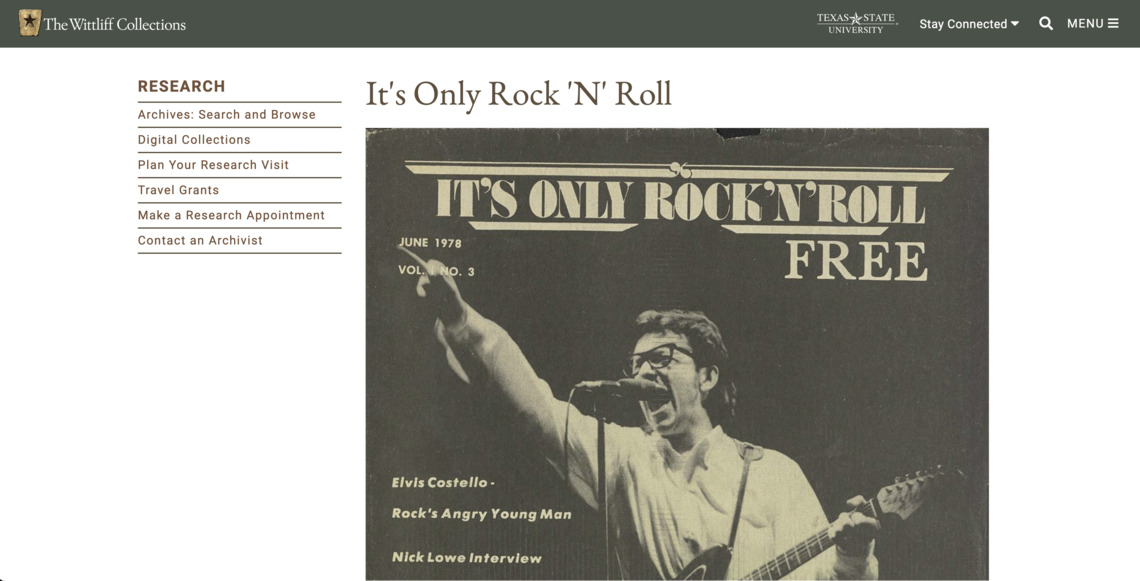 The Wittliff Collections
TEXAS STATE
UNIVERSITY
Stay Connected
MENU
RESEARCH
Archives: Search and Browse
Digital Collections
Plan Your Research Visit
Travel Grants
Make a Research Appointment
Contact an Archivist
It's Only Rock 'N' Roll
IT'S ONLY ROCK'N'ROLL
FREE
JUNE 1978
VOL. 1 NO. 3
Elvis Costello -
Rock's Angry Young Man
Nick Lowe Interview